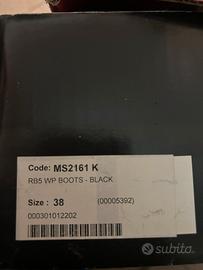 Code: MS2161 K
RB5 WP BOOTS - BLACK
Size : 38 (00005392)
000301012202
subito